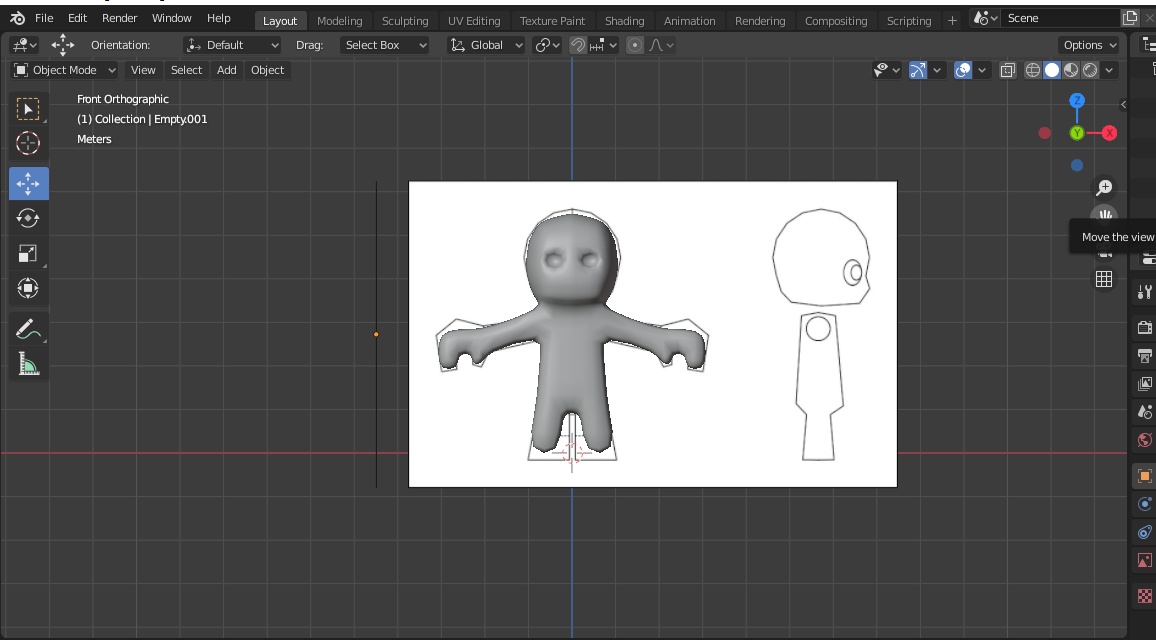 File Edit Render Window Help Layout Modeling Sculpting UV Editing Texture Paint Shading Animation Rendering Compositing Scripting + Scene
Orientation: Default Drag: Select Box Global Options
Object Mode View Select Add Object
Front Orthographic
(1) Collection | Empty.001
Meters
Z
Y X
Move the view